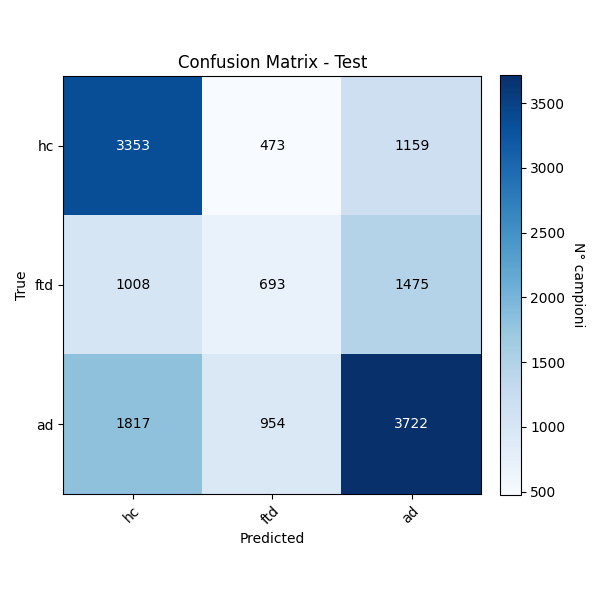 Confusion Matrix - Test
True
hc 3353 473 1159
ftd 1008 693 1475
ad 1817 954 3722
hc ftd ad
Predicted
3500
3000
2500
2000
1500
1000
500
N° campioni